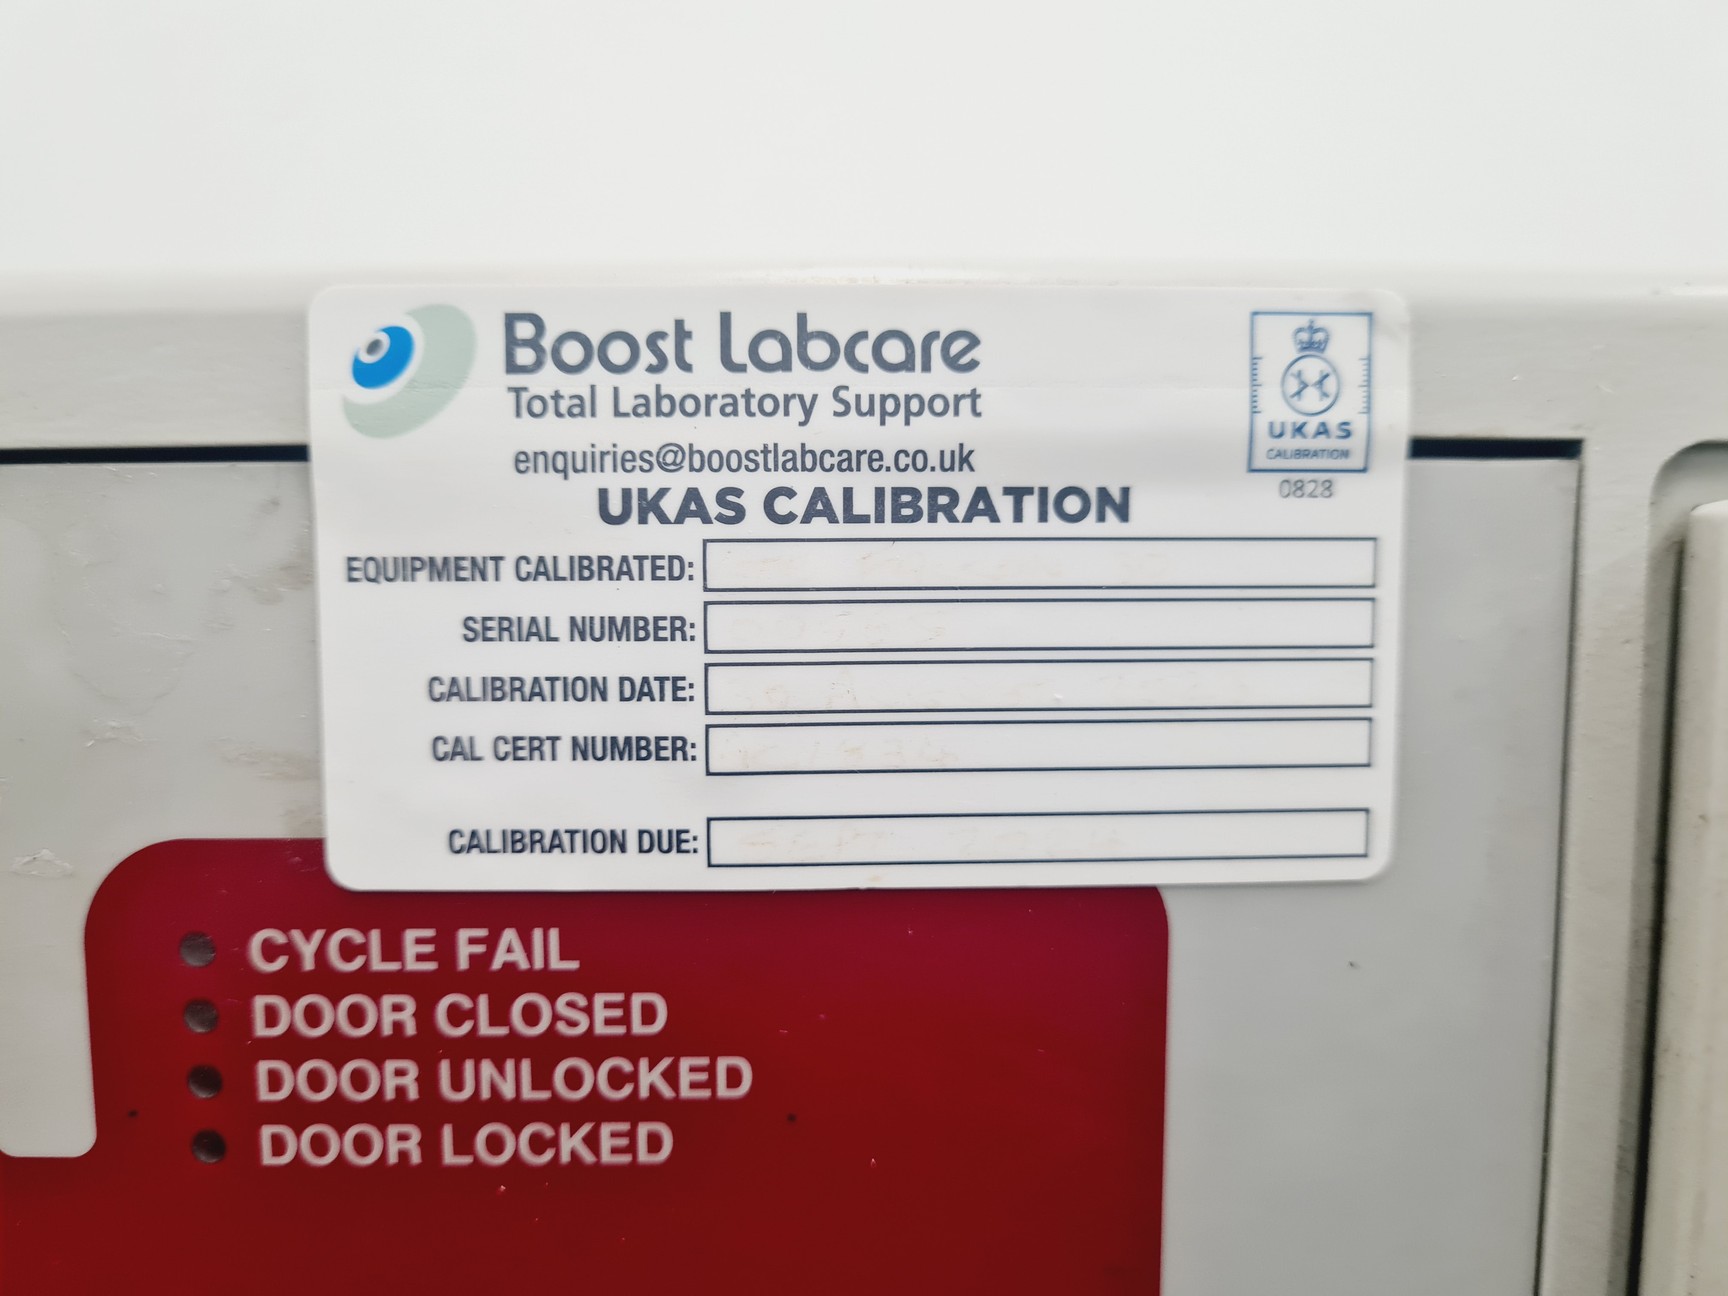 Boost Labcare
Total Laboratory Support
enquiries@boostlabcare.co.uk
UKAS
CALIBRATION
0828
UKAS CALIBRATION
EQUIPMENT CALIBRATED:
SERIAL NUMBER:
CALIBRATION DATE:
CAL CERT NUMBER:
CALIBRATION DUE:
CYCLE FAIL
DOOR CLOSED
DOOR UNLOCKED
DOOR LOCKED